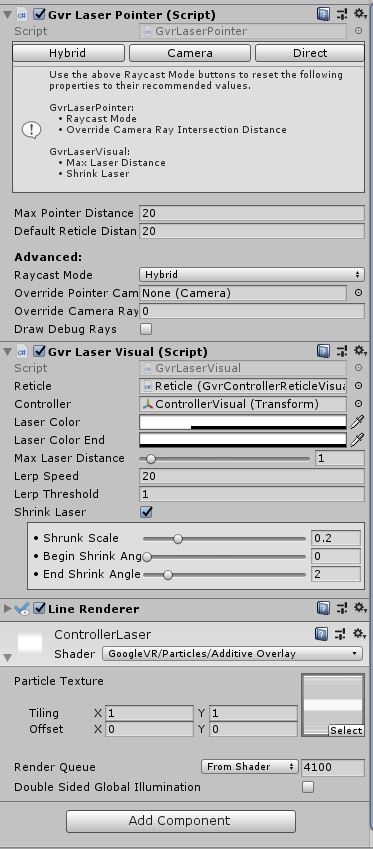 Gvr Laser Pointer (Script)
Script GvrLaserPointer
Hybrid Camera Direct
Use the above Raycast Mode buttons to reset the following
properties to their recommended values.
GvrLaserPointer:
• Raycast Mode
• Override Camera Ray Intersection Distance
GvrLaserVisual:
• Max Laser Distance
• Shrink Laser
Max Pointer Distance 20
Default Reticle Distan 20
Advanced:
Raycast Mode Hybrid
Override Pointer Cam None (Camera)
Override Camera Ray 0
Draw Debug Rays
Gvr Laser Visual (Script)
Script GvrLaserVisual
Reticle Reticle (GvrControllerReticleVisua
Controller ControllerVisual (Transform)
Laser Color
Laser Color End
Max Laser Distance 1
Lerp Speed 20
Lerp Threshold 1
Shrink Laser
• Shrunk Scale 0.2
• Begin Shrink Ang 0
• End Shrink Angle 2
Line Renderer
ControllerLaser
Shader GoogleVR/Particles/Additive Overlay
Particle Texture
Tiling X 1 Y 1
Offset X 0 Y 0
Select
Render Queue From Shader 4100
Double Sided Global Illumination
Add Component